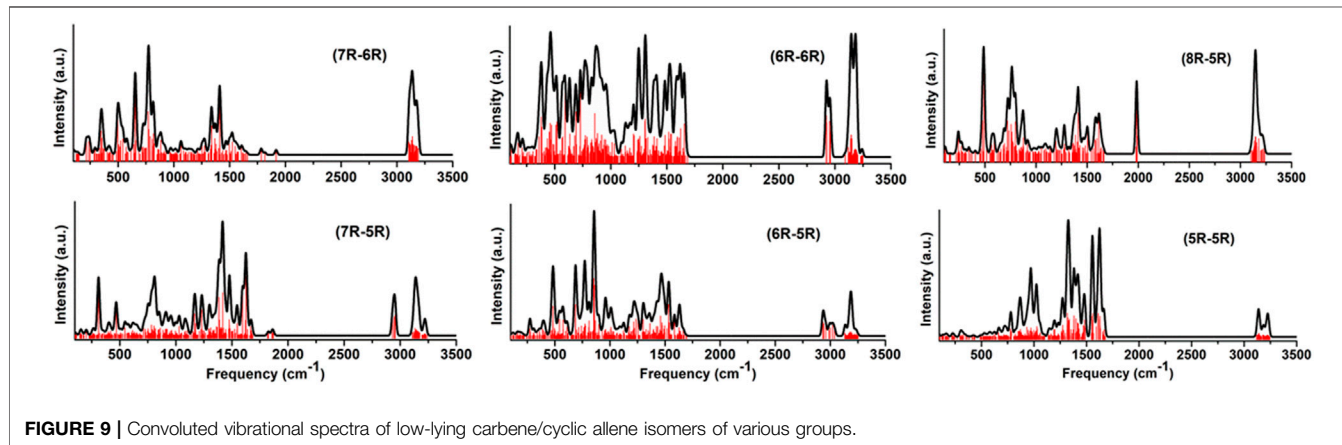 (7R-6R)
Intensity (a.u.)
500 1000 1500 2000 2500 3000 3500
(6R-6R)
Intensity (a.u.)
500 1000 1500 2000 2500 3000 3500
(8R-5R)
Intensity (a.u.)
500 1000 1500 2000 2500 3000 3500
(7R-5R)
Intensity (a.u.)
500 1000 1500 2000 2500 3000 3500
Frequency (cm⁻¹)
(6R-5R)
Intensity (a.u.)
500 1000 1500 2000 2500 3000 3500
Frequency (cm⁻¹)
(5R-5R)
Intensity (a.u.)
500 1000 1500 2000 2500 3000 3500
Frequency (cm⁻¹)
FIGURE 9 | Convoluted vibrational spectra of low-lying carbene/cyclic allene isomers of various groups.